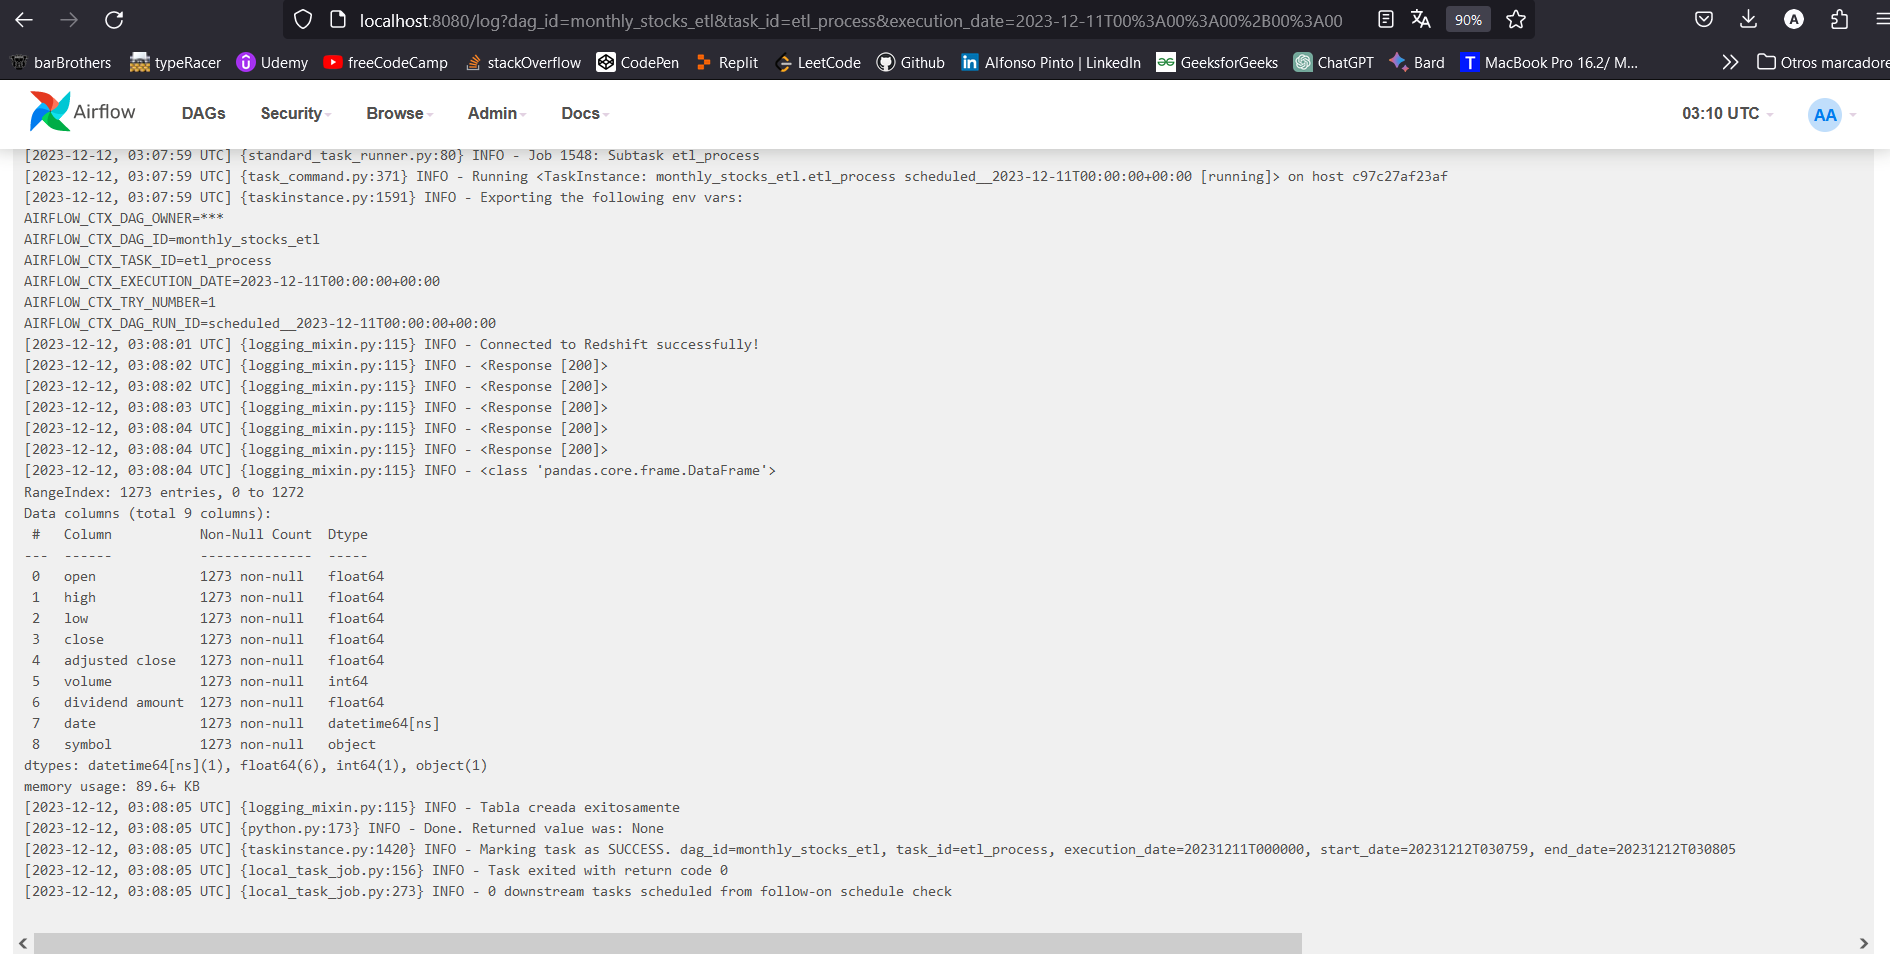 localhost:8080/log?dag_id=monthly_stocks_etl&task_id=etl_process&execution_date=2023-12-11T00%3A00%3A00%2B00%3A00
90%
A
barBrothers typeRacer Udemy freeCodeCamp stackOverflow CodePen Replit LeetCode Github Alfonso Pinto | LinkedIn GeeksforGeeks ChatGPT Bard MacBook Pro 16.2/ M... Otros marcadore
Airflow DAGs Security Browse Admin Docs 03:10 UTC AA
[2023-12-12, 03:07:59 UTC] {standard_task_runner.py:80} INFO - Job 1548: Subtask etl_process
[2023-12-12, 03:07:59 UTC] {task_command.py:371} INFO - Running <TaskInstance: monthly_stocks_etl.etl_process scheduled__2023-12-11T00:00:00+00:00 [running]> on host c97c27af23af
[2023-12-12, 03:07:59 UTC] {taskinstance.py:1591} INFO - Exporting the following env vars:
AIRFLOW_CTX_DAG_OWNER=***
AIRFLOW_CTX_DAG_ID=monthly_stocks_etl
AIRFLOW_CTX_TASK_ID=etl_process
AIRFLOW_CTX_EXECUTION_DATE=2023-12-11T00:00:00+00:00
AIRFLOW_CTX_TRY_NUMBER=1
AIRFLOW_CTX_DAG_RUN_ID=scheduled__2023-12-11T00:00:00+00:00
[2023-12-12, 03:08:01 UTC] {logging_mixin.py:115} INFO - Connected to Redshift successfully!
[2023-12-12, 03:08:02 UTC] {logging_mixin.py:115} INFO - <Response [200]>
[2023-12-12, 03:08:02 UTC] {logging_mixin.py:115} INFO - <Response [200]>
[2023-12-12, 03:08:03 UTC] {logging_mixin.py:115} INFO - <Response [200]>
[2023-12-12, 03:08:04 UTC] {logging_mixin.py:115} INFO - <Response [200]>
[2023-12-12, 03:08:04 UTC] {logging_mixin.py:115} INFO - <Response [200]>
[2023-12-12, 03:08:04 UTC] {logging_mixin.py:115} INFO - <class 'pandas.core.frame.DataFrame'>
RangeIndex: 1273 entries, 0 to 1272
Data columns (total 9 columns):
#   Column           Non-Null Count  Dtype
---  ------           --------------  -----
0   open             1273 non-null   float64
1   high             1273 non-null   float64
2   low              1273 non-null   float64
3   close            1273 non-null   float64
4   adjusted close   1273 non-null   float64
5   volume           1273 non-null   int64
6   dividend amount  1273 non-null   float64
7   date             1273 non-null   datetime64[ns]
8   symbol           1273 non-null   object
dtypes: datetime64[ns](1), float64(6), int64(1), object(1)
memory usage: 89.6+ KB
[2023-12-12, 03:08:05 UTC] {logging_mixin.py:115} INFO - Tabla creada exitosamente
[2023-12-12, 03:08:05 UTC] {python.py:173} INFO - Done. Returned value was: None
[2023-12-12, 03:08:05 UTC] {taskinstance.py:1420} INFO - Marking task as SUCCESS. dag_id=monthly_stocks_etl, task_id=etl_process, execution_date=20231211T000000, start_date=20231212T030759, end_date=20231212T030805
[2023-12-12, 03:08:05 UTC] {local_task_job.py:156} INFO - Task exited with return code 0
[2023-12-12, 03:08:05 UTC] {local_task_job.py:273} INFO - 0 downstream tasks scheduled from follow-on schedule check